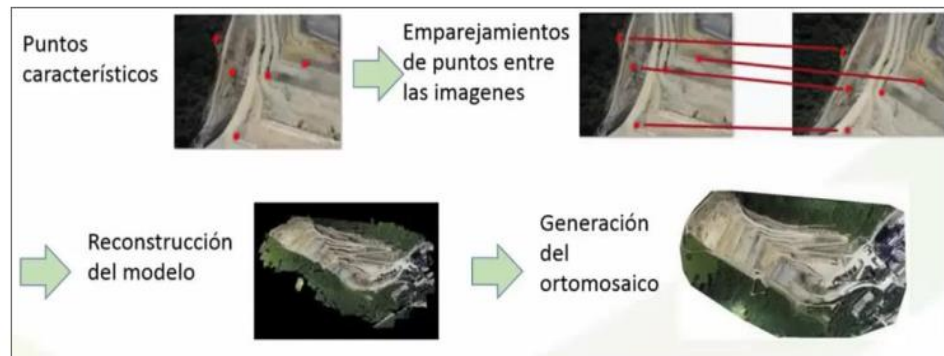 Puntos
característicos
Emparejamientos
de puntos entre
las imagenes
Reconstrucción
del modelo
Generación
del
ortomosaico